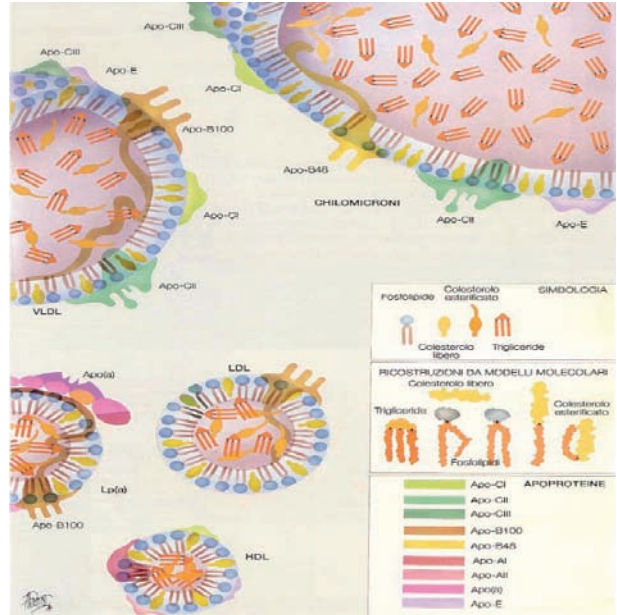 Apo-CIII
Apo-CIII
Apo-E
Apo-CI
Apo-B100
Apo-B48
CHILOMICRONI
Apo-CII
Apo-E
Apo-CI
Apo-CII
VLDL
Fosfolipide
Colesterolo
esterificato
SIMBOLOGIA
Colesterolo
libero
Trigliceride
Apo(a)
LDL
Lp(a)
Apo-B100
HDL
RICOSTRUZIONI DA MODELLI MOLECOLARI
Colesterolo libero
Trigliceride
Colesterolo
esterificato
Fosfolipidi
Apo-CI
APOPROTEINE
Apo-CII
Apo-CIII
Apo-B100
Apo-B48
Apo-AI
Apo-AII
Apo(a)
Apo-E